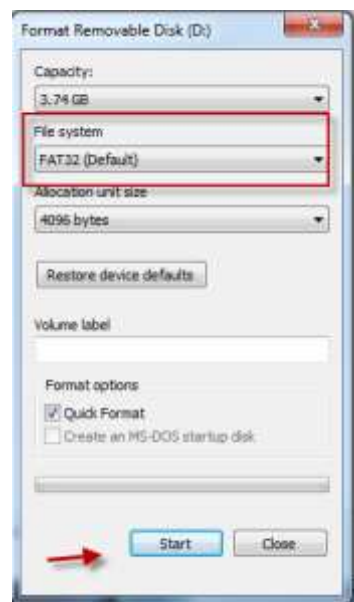 Format Removable Disk (D:)
Capacity:
3.74 GB
File system
FAT32 (Default)
Allocation unit size
4096 bytes
Restore device defaults
Volume label
Format options
Quick Format
Create an MS-DOS startup disk
Start
Close